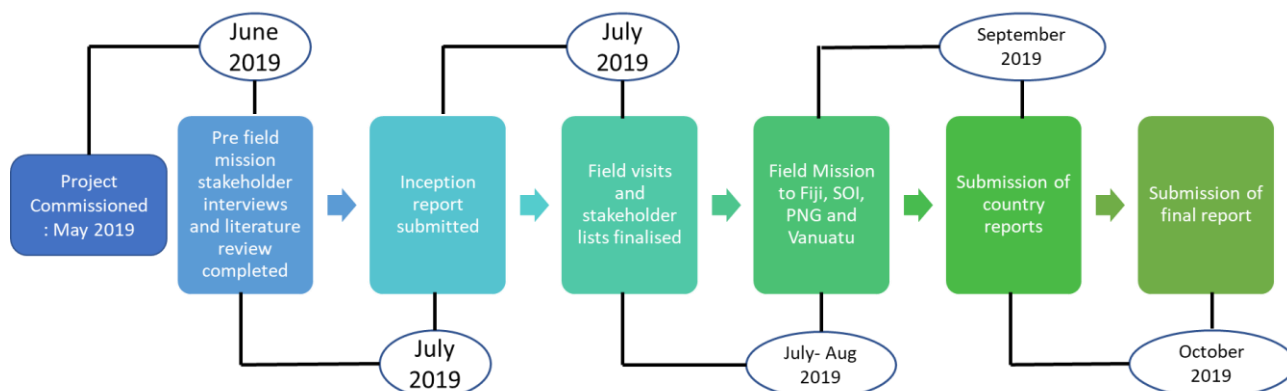 June
2019
July
2019
September
2019
Project
Commissioned
: May 2019
Pre field
mission
stakeholder
interviews
and literature
review
completed
Inception
report
submitted
Field visits
and
stakeholder
lists finalised
Field Mission
to Fiji, SOI,
PNG and
Vanuatu
Submission of
country
reports
Submission of
final report
July
2019
July- Aug
2019
October
2019